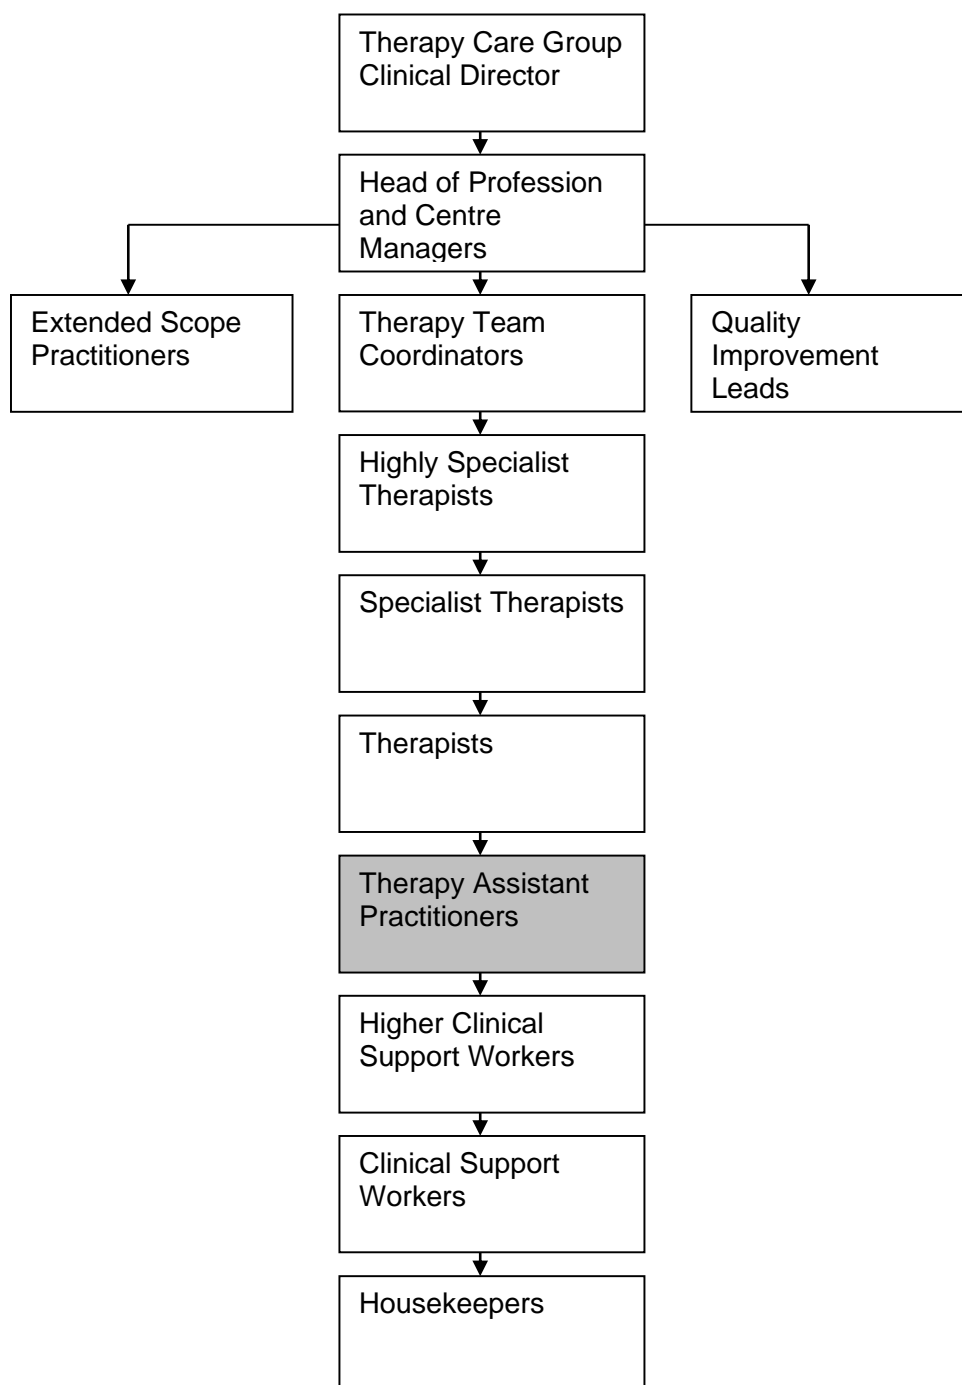 Therapy Care Group
Clinical Director
Head of Profession
and Centre
Managers
Extended Scope
Practitioners
Therapy Team
Coordinators
Quality
Improvement
Leads
Highly Specialist
Therapists
Specialist Therapists
Therapists
Therapy Assistant
Practitioners
Higher Clinical
Support Workers
Clinical Support
Workers
Housekeepers